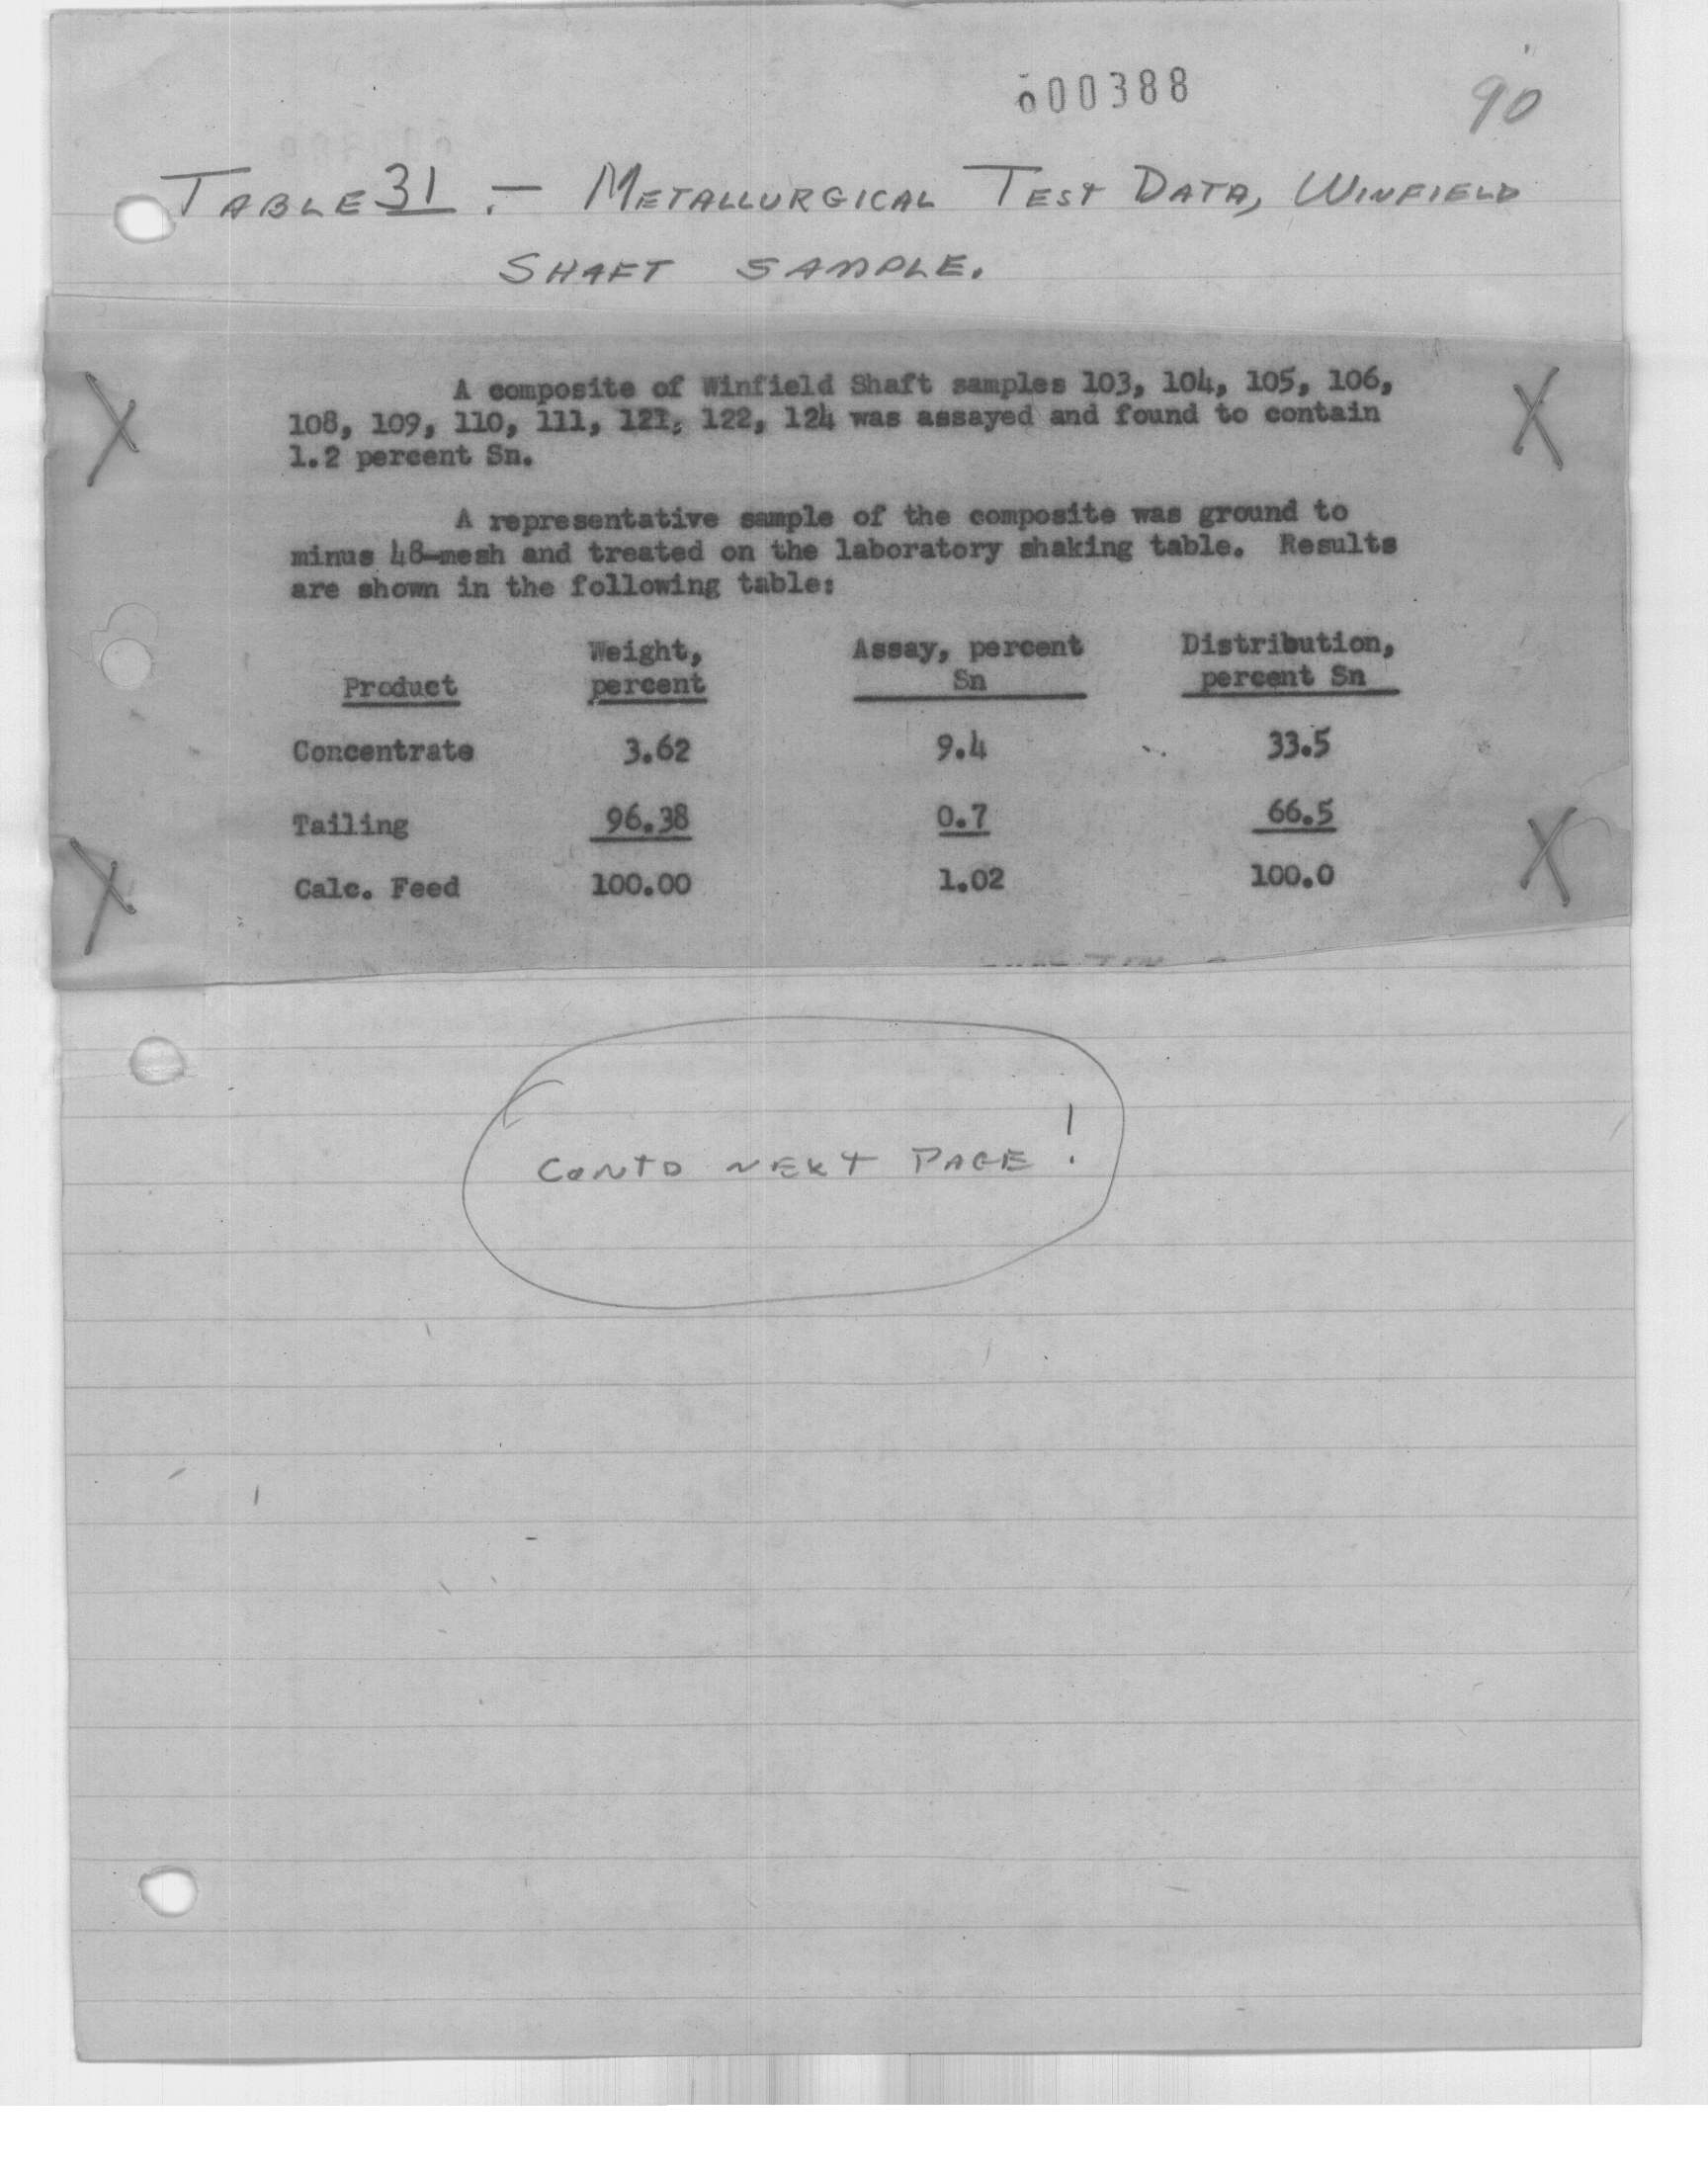 000388
90
TABLE 31.- METALLURGICAL TEST DATA, WINFIELD
SHAFT SAMPLE.
A composite of Winfield Shaft samples 103, 104, 105, 106,
108, 109, 110, 111, 121, 122, 124 was assayed and found to contain
1.2 percent Sn.
A representative sample of the composite was ground to
minus 48-mesh and treated on the laboratory shaking table. Results
are shown in the following table:
Weight, Assay, percent Distribution,
Product percent Sn percent Sn
Concentrate 3.62 9.4 33.5
Tailing 96.38 0.7 66.5
Calc. Feed 100.00 1.02 100.0
CONTD NEXT PAGE!